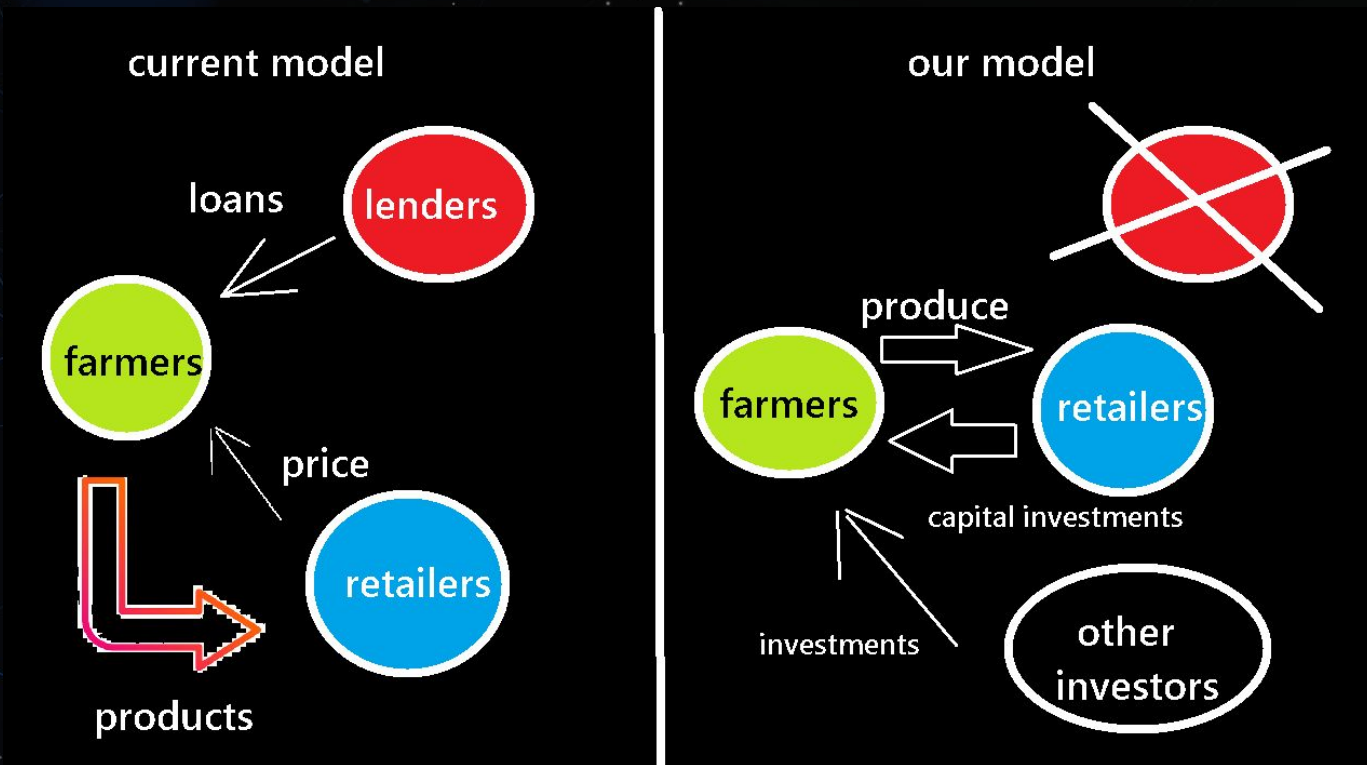 current model
loans
lenders
farmers
price
retailers
products
our model
produce
farmers
retailers
capital investments
investments
other
investors